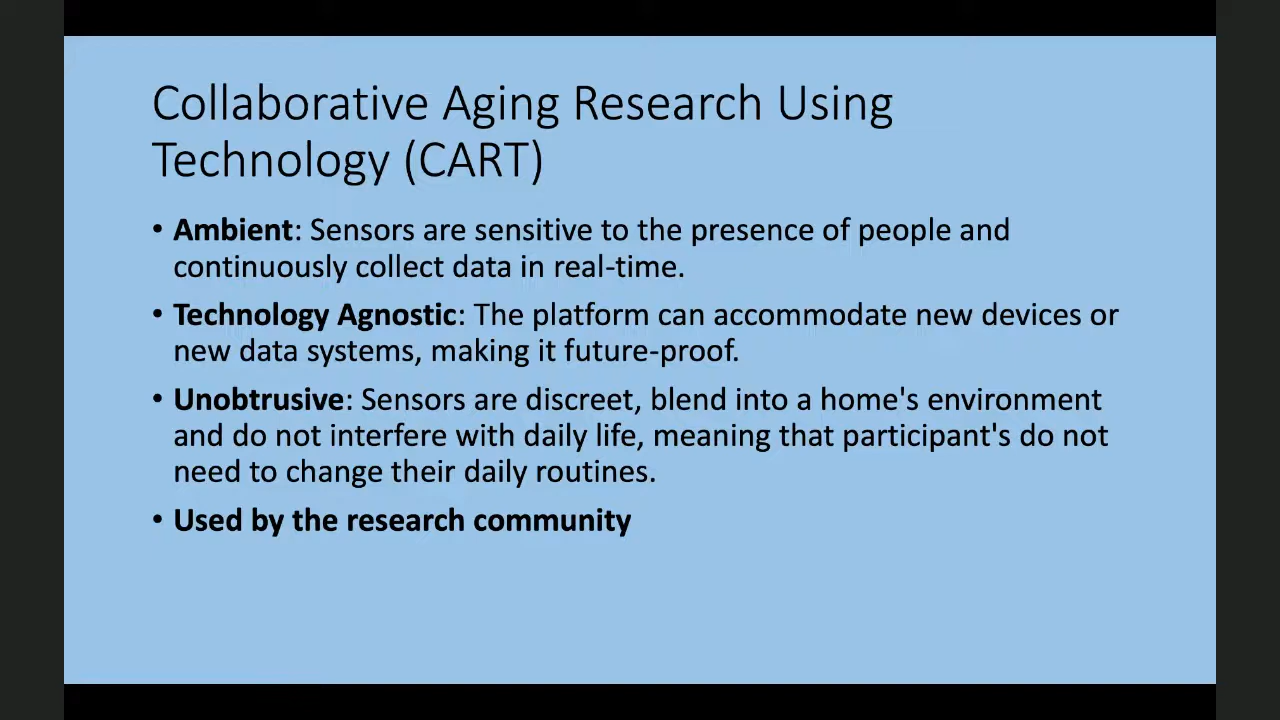 Collaborative Aging Research Using
Technology (CART)
• Ambient: Sensors are sensitive to the presence of people and
continuously collect data in real-time.
• Technology Agnostic: The platform can accommodate new devices or
new data systems, making it future-proof.
• Unobtrusive: Sensors are discreet, blend into a home's environment
and do not interfere with daily life, meaning that participant's do not
need to change their daily routines.
• Used by the research community